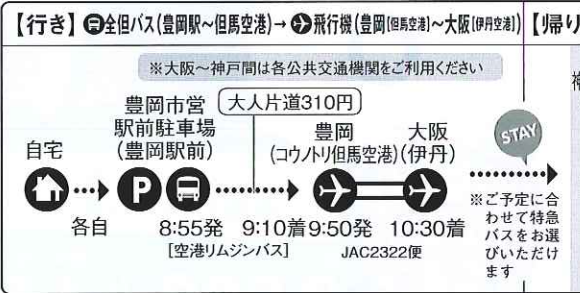 【行き】全但バス(豊岡駅～但馬空港)→飛行機(豊岡[但馬空港]～大阪[伊丹空港])
【帰り
※大阪～神戸間は各公共交通機関をご利用ください
大人片道310円
自宅
豊岡市営
駅前駐車場
(豊岡駅前)
豊岡
(コウノトリ但馬空港)
大阪
(伊丹)
STAY
P
各自
8:55発 9:10着
9:50発 10:30着
[空港リムジンバス]
JAC2322便
※ご予定に合
わせて特急
バスをお選
びいただけ
ます